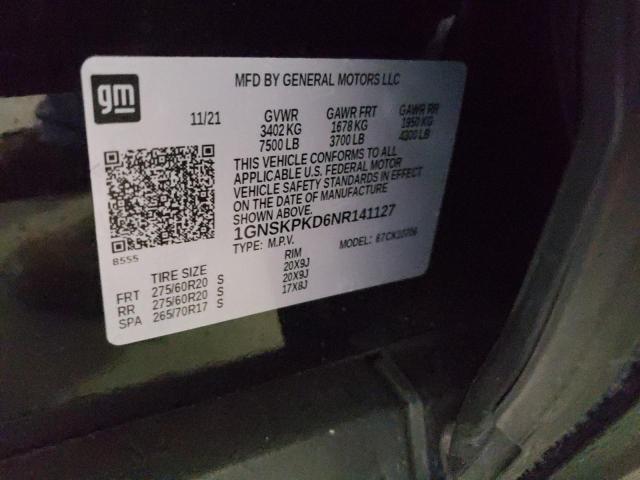 gm
MFD BY GENERAL MOTORS LLC
11/21 GVWR GAWR FRT GAWR RR
3402 KG 1678 KG 1950 KG
7500 LB 3700 LB 4300 LB
THIS VEHICLE CONFORMS TO ALL
APPLICABLE U.S. FEDERAL MOTOR
VEHICLE SAFETY STANDARDS IN EFFECT
ON THE DATE OF MANUFACTURE
SHOWN ABOVE.
1GNSKPKD6NR141127
TYPE: M.P.V. MODEL:
B555
TIRE SIZE RIM
FRT 275/60R20 S 20X9J
RR 275/60R20 S 20X9J
SPA 265/70R17 S 17X8J